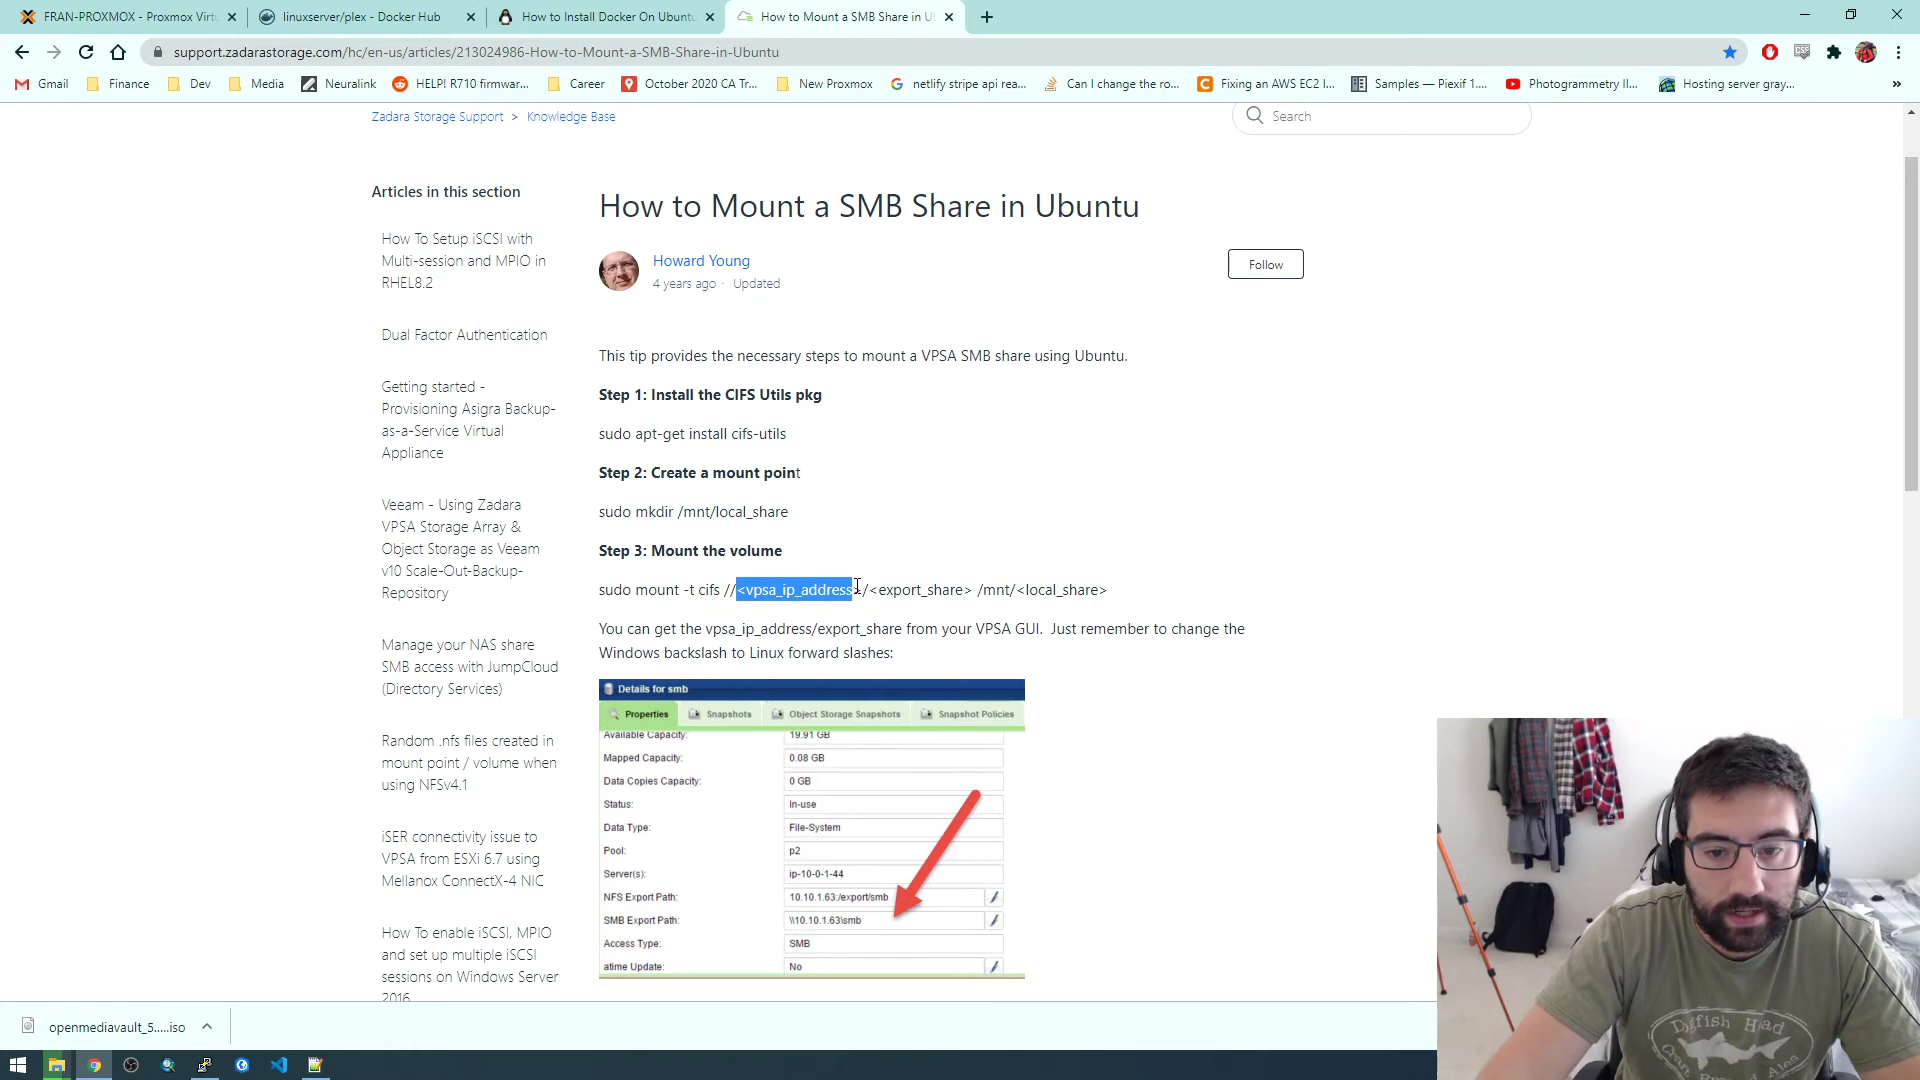 FRAN-PROXMOX - Proxmox Virtu
linuxserver/plex - Docker Hub
How to Install Docker On Ubuntu
How to Mount a SMB Share in U
support.zadarastorage.com/hc/en-us/articles/213024986-How-to-Mount-a-SMB-Share-in-Ubuntu
Gmail
Finance
Dev
Media
Neuralink
HELP! R710 firmwar...
Career
October 2020 CA Tr...
New Proxmox
netlify stripe api rea...
Can I change the ro...
Fixing an AWS EC2 I...
Samples — Piexif 1....
Photogrammetry II...
Hosting server gray...
Zadara Storage Support > Knowledge Base
Search
Articles in this section
How To Setup iSCSI with
Multi-session and MPIO in
RHEL8.2
Dual Factor Authentication
Getting started -
Provisioning Asigra Backup-
as-a-Service Virtual
Appliance
Veeam - Using Zadara
VPSA Storage Array &
Object Storage as Veeam
v10 Scale-Out-Backup-
Repository
Manage your NAS share
SMB access with JumpCloud
(Directory Services)
Random .nfs files created in
mount point / volume when
using NFSv4.1
iSER connectivity issue to
VPSA from ESXi 6.7 using
Mellanox ConnectX-4 NIC
How To enable iSCSI, MPIO
and set up multiple iSCSI
sessions on Windows Server
2016
How to Mount a SMB Share in Ubuntu
Howard Young
4 years ago · Updated
Follow
This tip provides the necessary steps to mount a VPSA SMB share using Ubuntu.
Step 1: Install the CIFS Utils pkg
sudo apt-get install cifs-utils
Step 2: Create a mount point
sudo mkdir /mnt/local_share
Step 3: Mount the volume
sudo mount -t cifs //<vpsa_ip_address>/<export_share> /mnt/<local_share>
You can get the vpsa_ip_address/export_share from your VPSA GUI. Just remember to change the
Windows backslash to Linux forward slashes:
Details for smb
Properties
Snapshots
Object Storage Snapshots
Snapshot Policies
Available Capacity: 19.91 GB
Mapped Capacity: 0.08 GB
Data Copies Capacity: 0 GB
Status: In-use
Data Type: File-System
Pool: p2
Server(s): ip-10-0-1-44
NFS Export Path: 10.10.1.63:/export/smb
SMB Export Path: \\10.10.1.63\smb
Access Type: SMB
atime Update: No
openmediavault_5.....iso
Dogfish Head